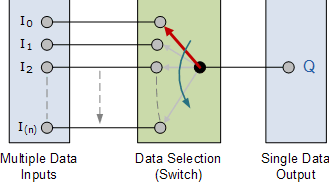 I0
I1
I2
I(n)
Q
Multiple Data
Inputs
Data Selection
(Switch)
Single Data
Output